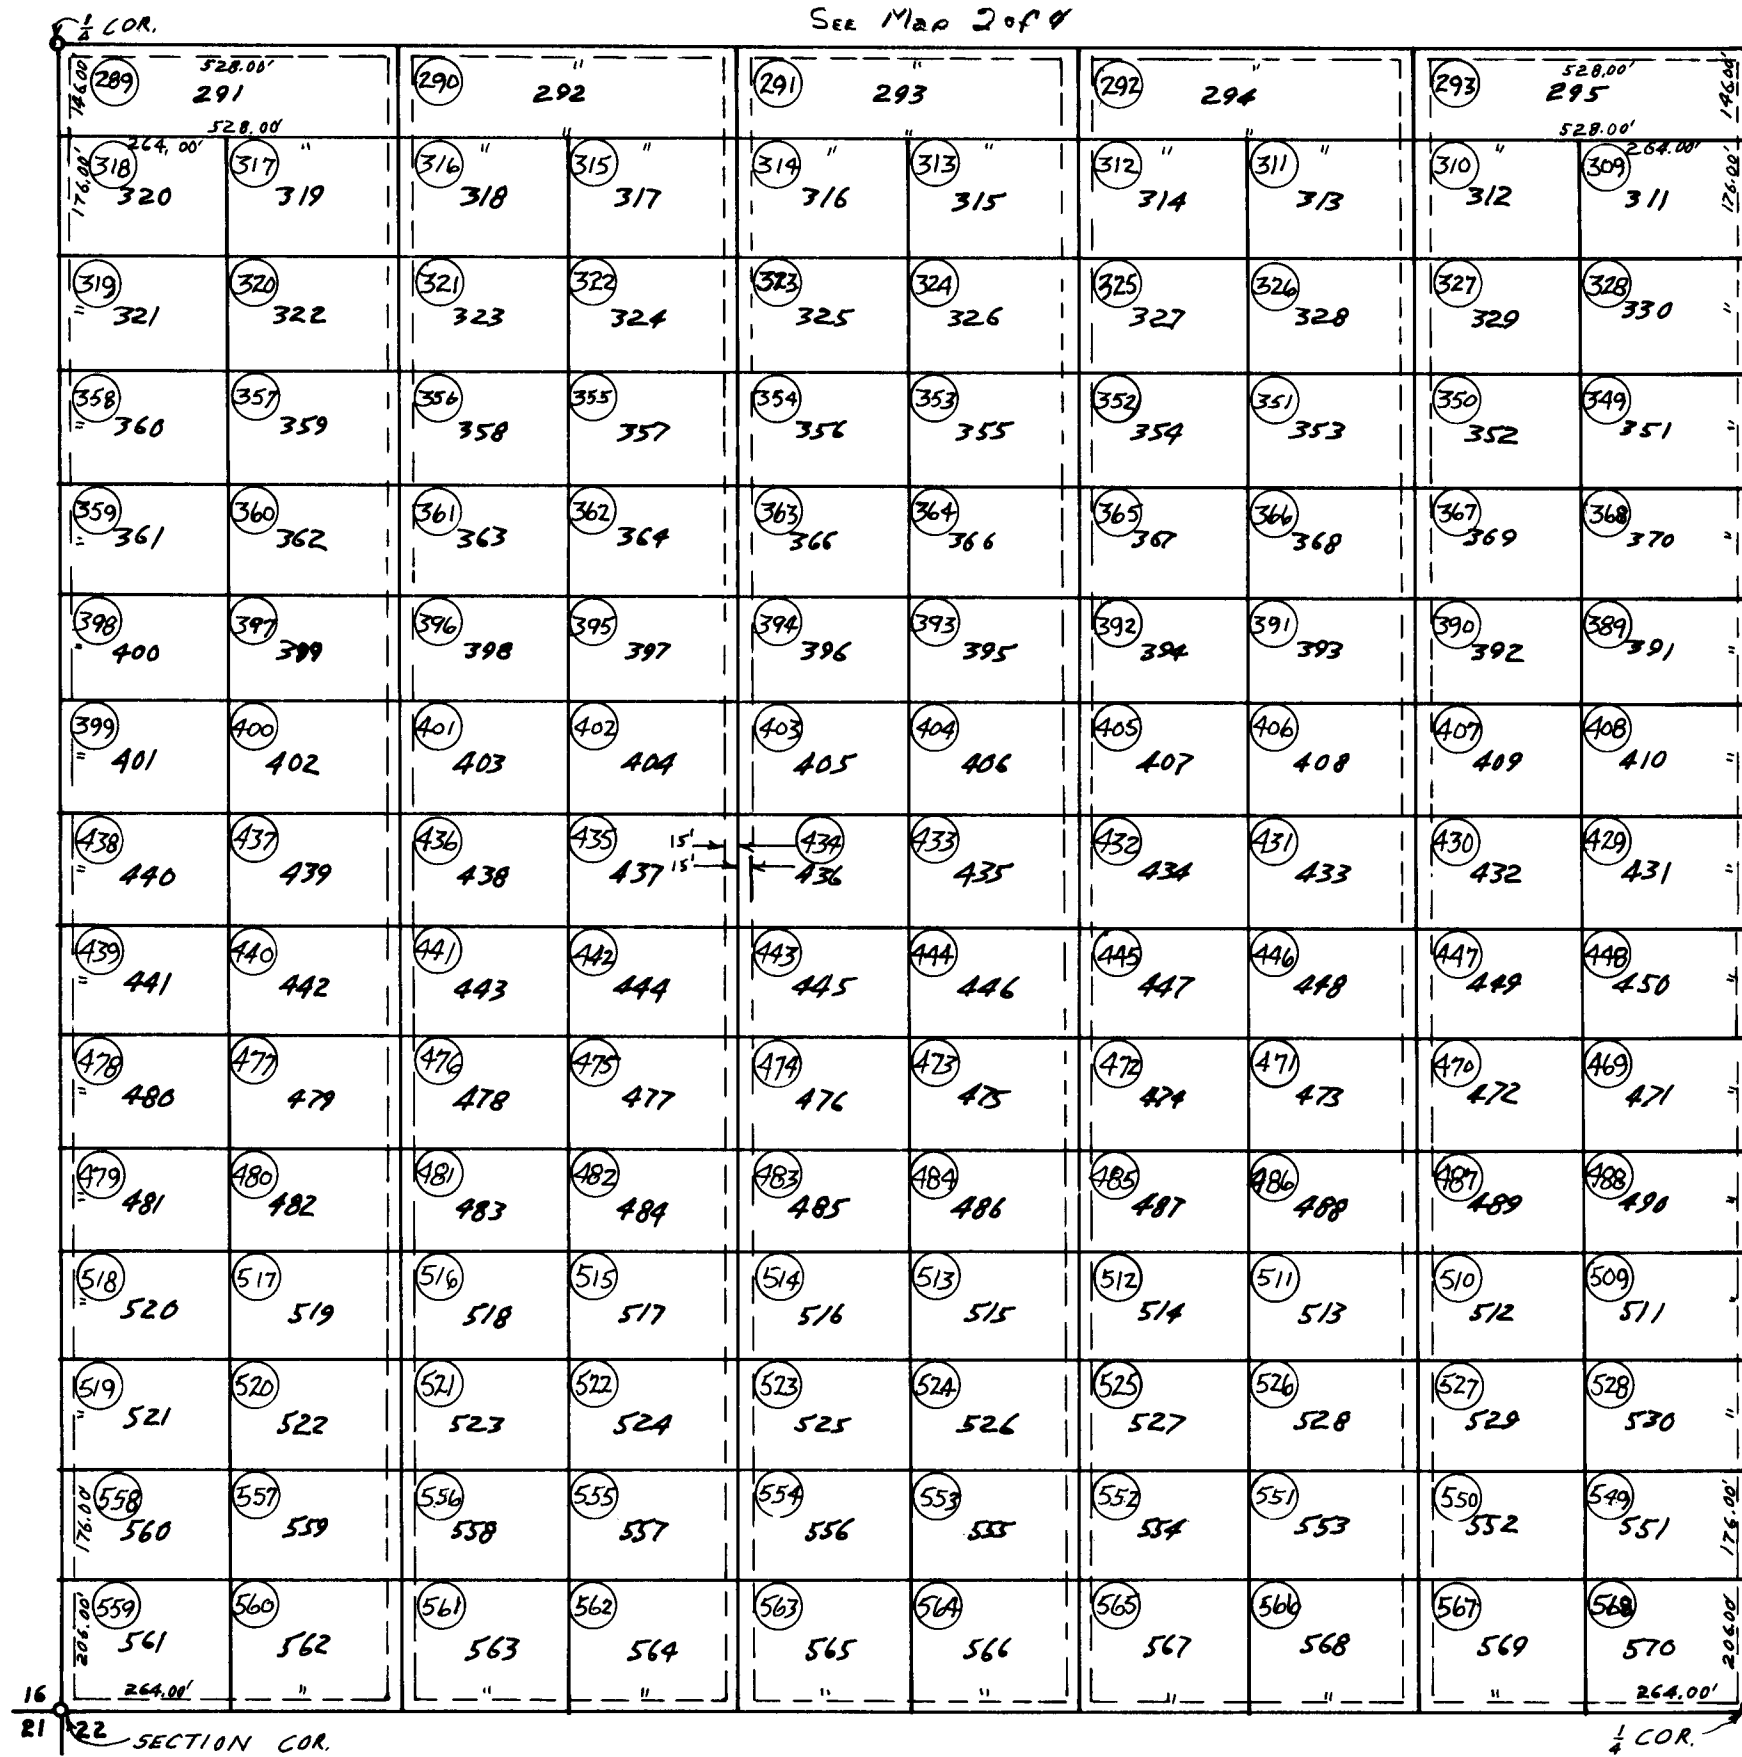 1/4 COR.
SEE Map 2 of 4
146.00' 289 528.00' 290 " 291 " 292 " 293 528.00' 146.00'
291 292 293 294 295
528.00' " " " 528.00'
176.00' 318 264.00' 317 " 316 " 315 " 314 " 313 " 312 " 311 " 310 " 309 264.00' 176.00'
320 319 318 317 316 315 314 313 312 311
319 320 321 322 323 324 325 326 327 328
" 321 322 323 324 325 326 327 328 329 330 "
358 357 356 355 354 353 352 351 350 349
" 360 359 358 357 356 355 354 353 352 351 "
359 360 361 362 363 364 365 366 367 368
" 361 362 363 364 366 366 367 368 369 370 "
398 397 396 395 394 393 392 391 390 389
" 400 399 398 397 396 395 394 393 392 391 "
399 400 401 402 403 404 405 406 407 408
" 401 402 403 404 405 406 407 408 409 410 "
438 437 436 435 15' 434 433 432 431 430 429
" 440 439 438 437 15' 436 435 434 433 432 431 "
439 440 441 442 443 444 445 446 447 448
" 441 442 443 444 445 446 447 448 449 450 "
478 477 476 475 474 473 472 471 470 469
" 480 479 478 477 476 475 474 473 472 471 "
479 480 481 482 483 484 485 486 487 488
" 481 482 483 484 485 486 487 488 489 490 "
518 517 516 515 514 513 512 511 510 509
" 520 519 518 517 516 515 514 513 512 511 "
519 520 521 522 523 524 525 526 527 528
" 521 522 523 524 525 526 527 528 529 530 "
176.00' 558 557 556 555 554 553 552 551 550 549 176.00'
560 559 558 557 556 555 554 553 552 551
206.00' 559 560 561 562 563 564 565 566 567 568 206.00'
561 562 563 564 565 566 567 568 569 570
264.00' " " " " " " " " 264.00'
16
21 22 SECTION COR.
1/4 COR.